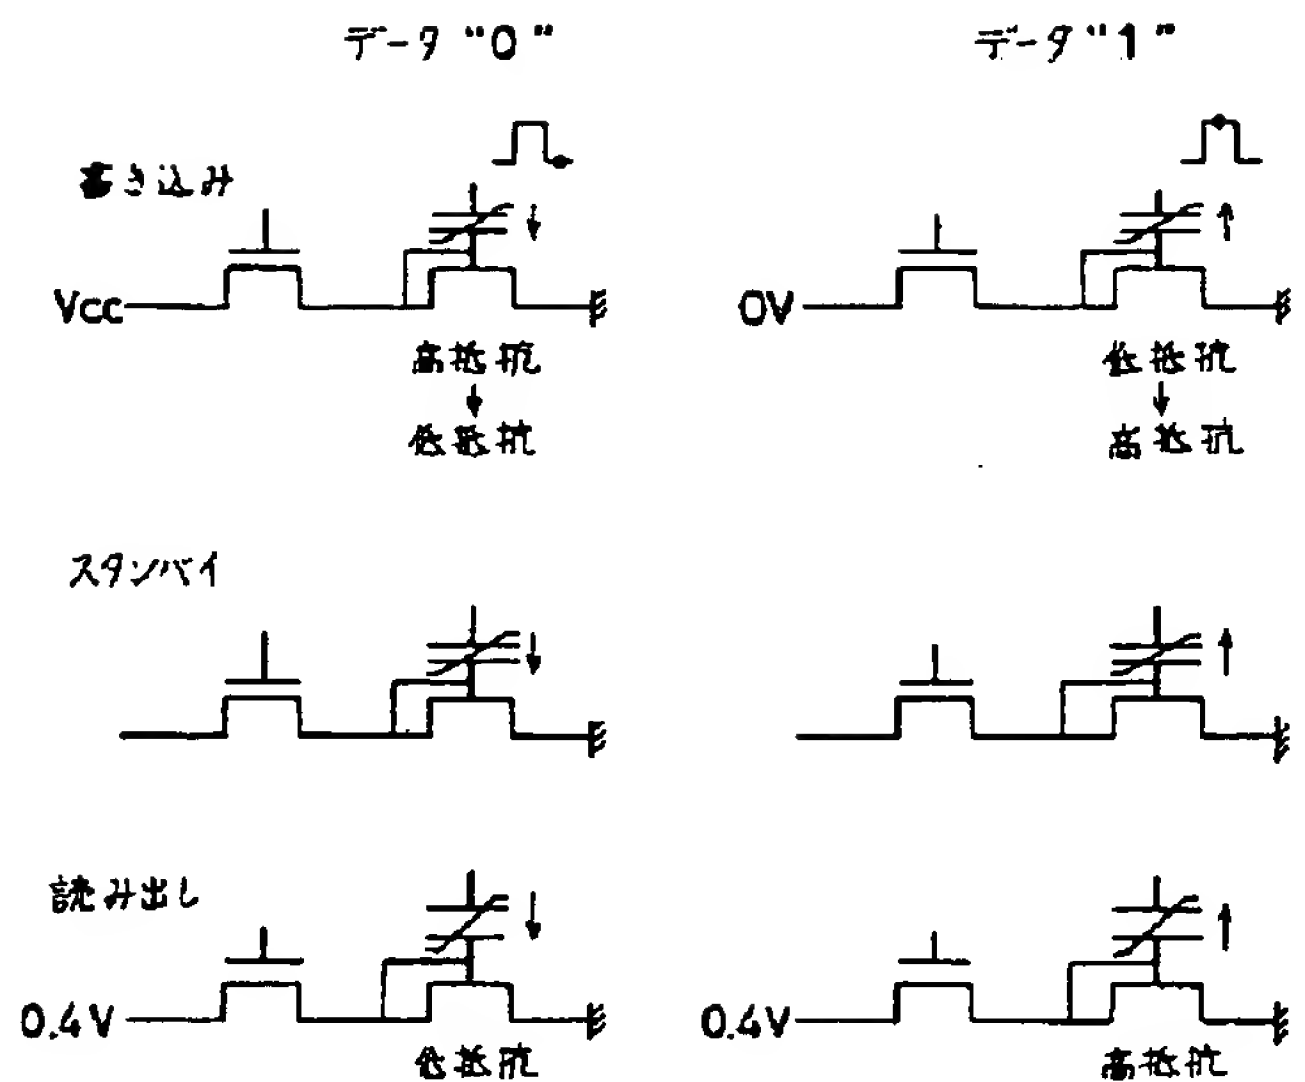 データ“0” データ“1”
書き込み
Vcc 0V
高抵抗 低抵抗
低抵抗 高抵抗
スタンバイ
読み出し
0.4V 0.4V
低抵抗 高抵抗